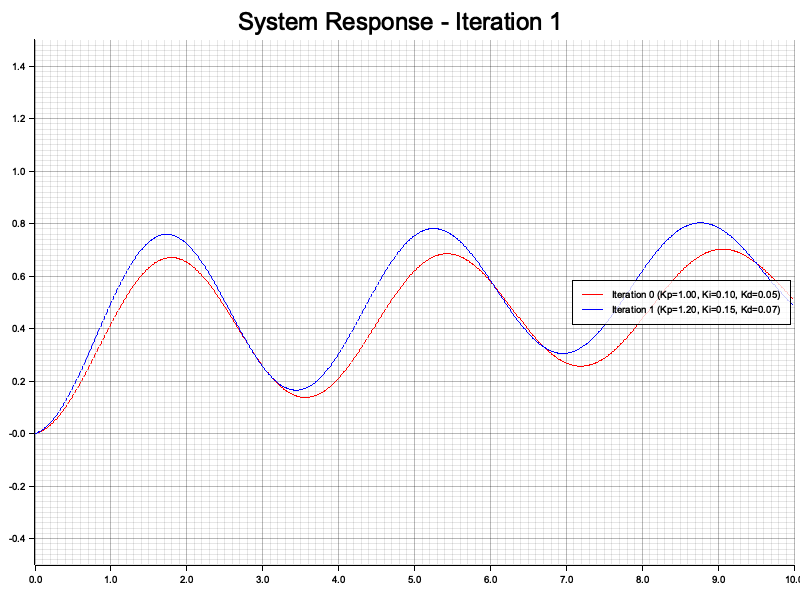 System Response - Iteration 1
1.4
1.2
1.0
0.8
0.6
0.4
0.2
-0.0
-0.2
-0.4
Iteration 0 (Kp=1.00, Ki=0.10, Kd=0.05)
Iteration 1 (Kp=1.20, Ki=0.15, Kd=0.07)
0.0 1.0 2.0 3.0 4.0 5.0 6.0 7.0 8.0 9.0 10.0